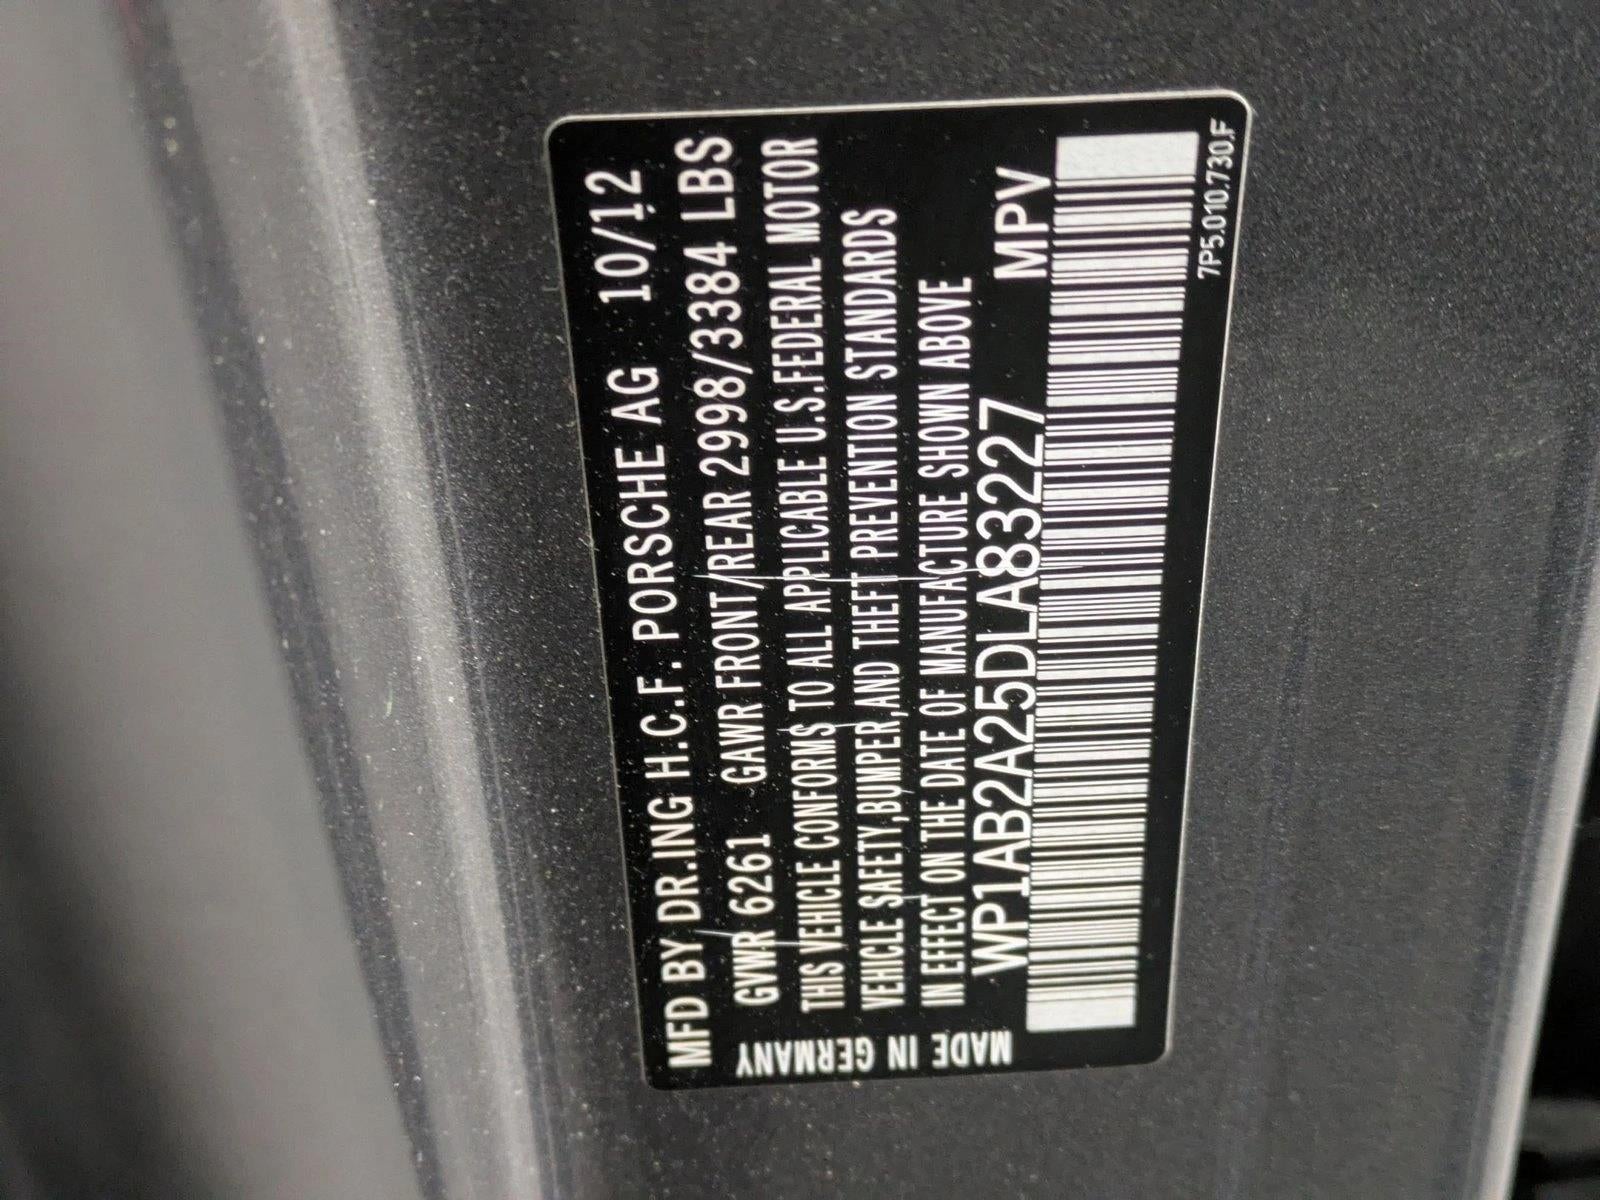 MFD BY DR.ING H.C.F. PORSCHE AG 10/12
GVWR 6261 GAWR FRONT/REAR 2998/3384 LBS
THIS VEHICLE CONFORMS TO ALL APPLICABLE U.S.FEDERAL MOTOR
VEHICLE SAFETY,BUMPER,AND THEFT PREVENTION STANDARDS
IN EFFECT ON THE DATE OF MANUFACTURE SHOWN ABOVE
WP1AB2A25DLA83227 MPV
7P5.010.730.F
MADE IN GERMANY